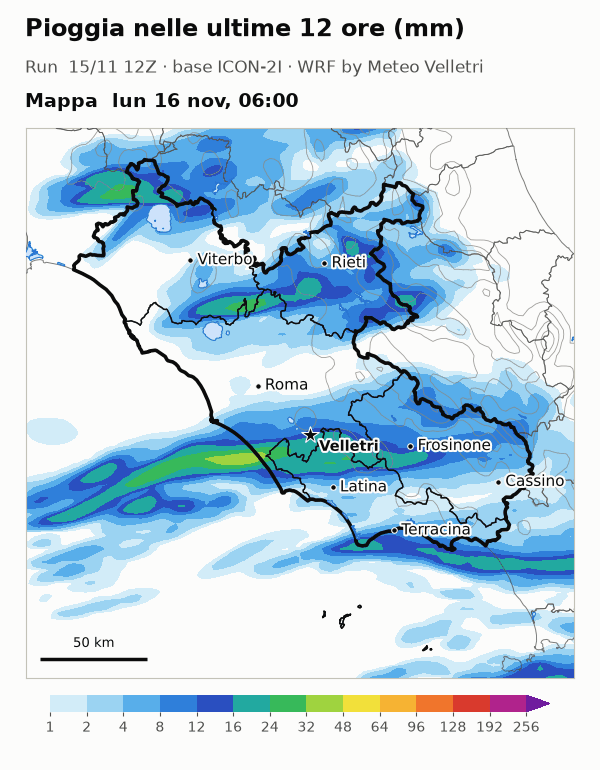 Pioggia nelle ultime 12 ore (mm)
Run 15/11 12Z · base ICON-2I · WRF by Meteo Velletri
Mappa lun 16 nov, 06:00
Viterbo
Rieti
Roma
Velletri
Frosinone
Latina
Cassino
Terracina
50 km
1 2 4 8 12 16 24 32 48 64 96 128 192 256